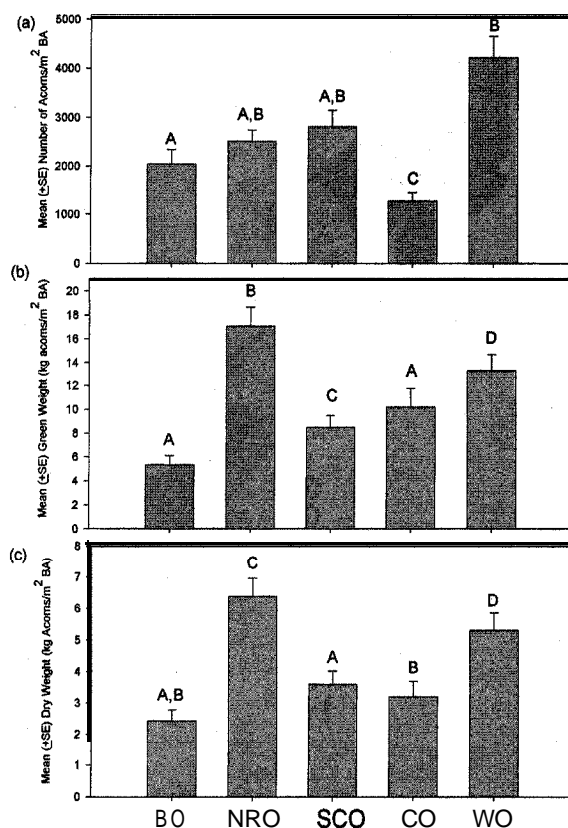 (a)
Mean (±SE) Number of Acorns/m² BA
5000
4000
3000
2000
1000
0
A
A,B
A,B
C
B
(b)
Mean (±SE) Green Weight (kg acorns/m² BA)
20
18
16
14
12
10
8
6
4
2
0
A
B
C
A
D
(c)
Mean (±SE) Dry Weight (kg Acorns/m² BA)
8
7
6
5
4
3
2
1
0
A,B
C
A
B
D
BO NRO SCO CO WO